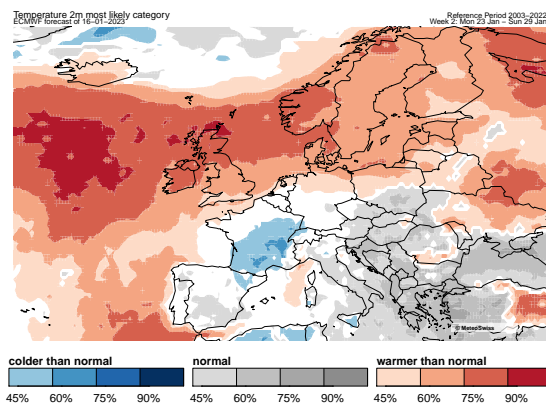 Temperature 2m most likely category
ECMWF forecast of 16−01−2023
Reference Period 2003−2022
Week 2: Mon 23 Jan − Sun 29 Jan
© MeteoSwiss
colder than normal
normal
warmer than normal
45% 60% 75% 90%
45% 60% 75% 90%
45% 60% 75% 90%